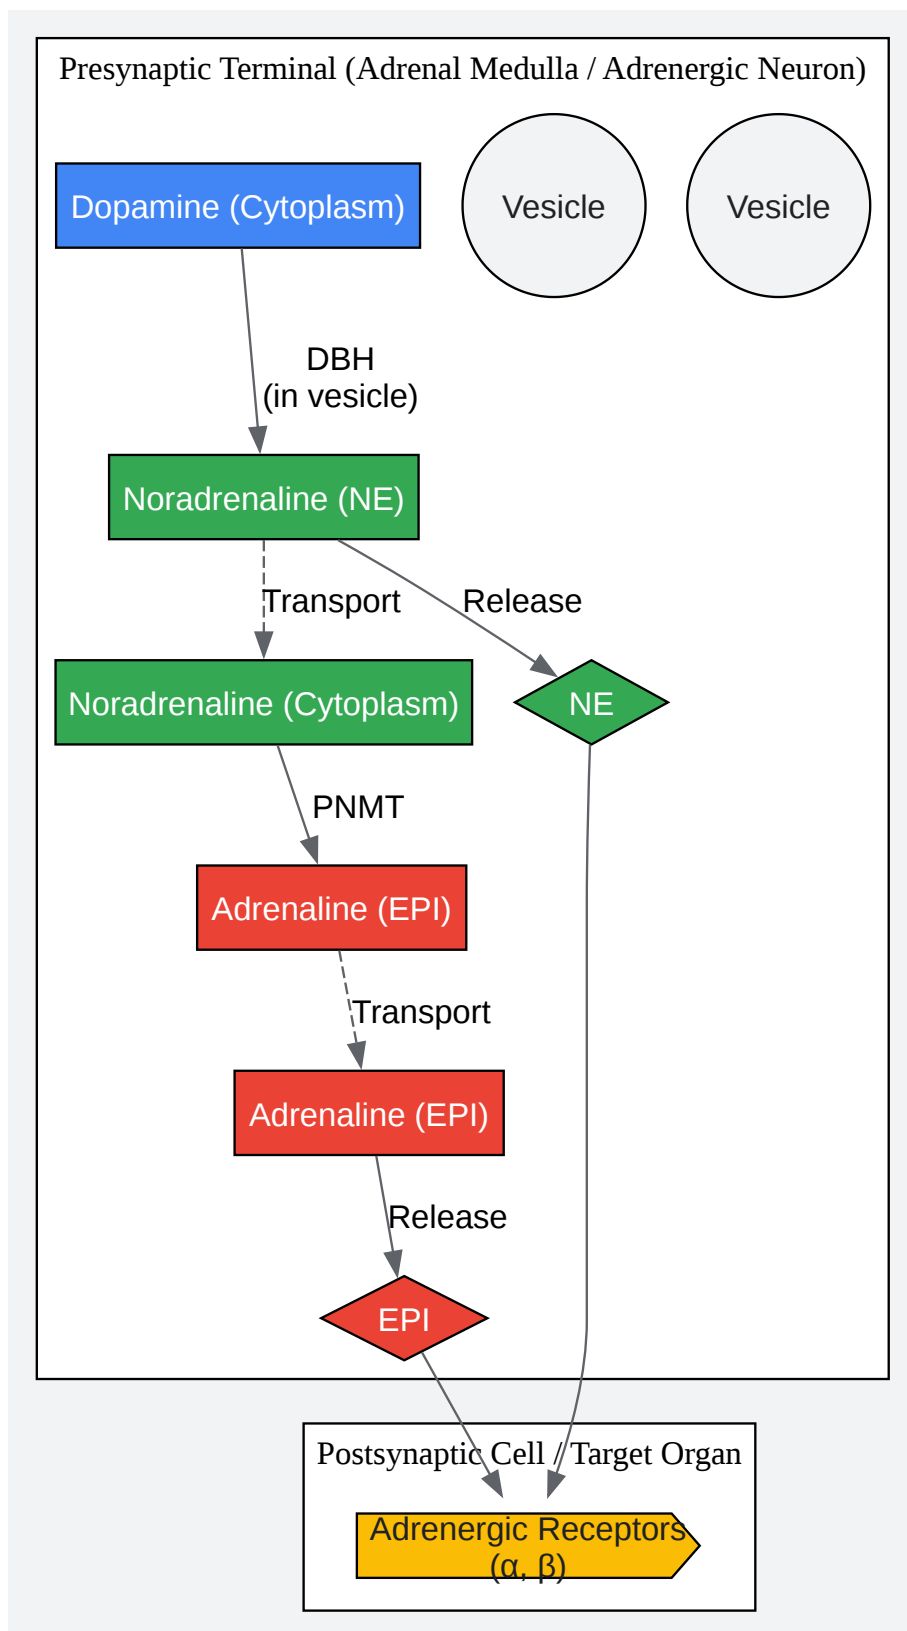 Presynaptic Terminal (Adrenal Medulla / Adrenergic Neuron)
Dopamine (Cytoplasm)
Vesicle
Vesicle
DBH
(in vesicle)
Noradrenaline (NE)
Transport
Release
Noradrenaline (Cytoplasm)
NE
PNMT
Adrenaline (EPI)
Transport
Adrenaline (EPI)
Release
EPI
Postsynaptic Cell / Target Organ
Adrenergic Receptors
(α, β)